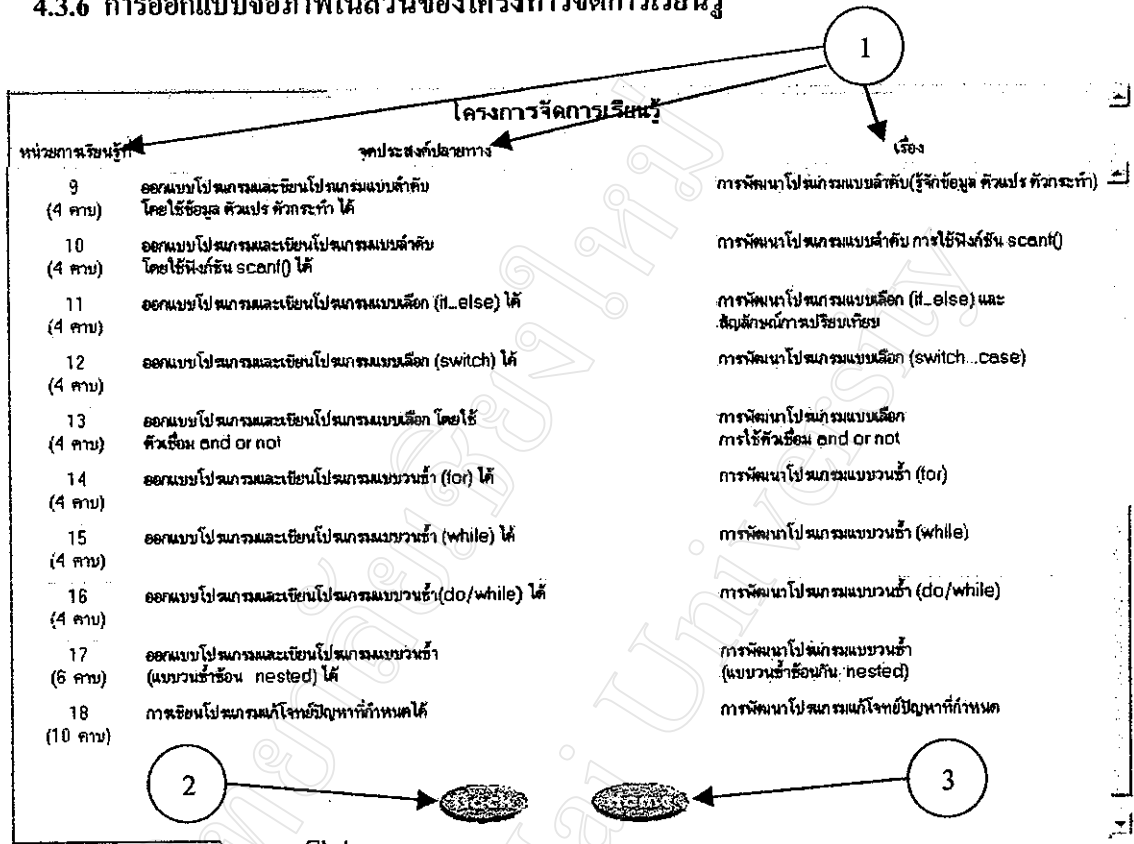 4.3.6 การออกแบบจอภาพในส่วนของโครงการจัดการเรียนรู้
1
โครงการจัดการเรียนรู้
หน่วยการเรียนรู้ที่ จุดประสงค์ปลายทาง เรื่อง
9 ออกแบบโปรแกรมและเขียนโปรแกรมแบบลำดับ การพัฒนาโปรแกรมแบบลำดับ(รู้จักข้อมูล ตัวแปร ตัวกระทำ)
(4 คาบ) โดยใช้ข้อมูล ตัวแปร ตัวกระทำ ได้
10 ออกแบบโปรแกรมและเขียนโปรแกรมแบบลำดับ การพัฒนาโปรแกรมแบบลำดับ การใช้ฟังก์ชัน scanf()
(4 คาบ) โดยใช้ฟังก์ชัน scanf() ได้
11 ออกแบบโปรแกรมและเขียนโปรแกรมแบบเลือก (if...else) ได้ การพัฒนาโปรแกรมแบบเลือก (if...else) และ
(4 คาบ) สัญลักษณ์การเปรียบเทียบ
12 ออกแบบโปรแกรมและเขียนโปรแกรมแบบเลือก (switch) ได้ การพัฒนาโปรแกรมแบบเลือก (switch...case)
(4 คาบ)
13 ออกแบบโปรแกรมและเขียนโปรแกรมแบบเลือก โดยใช้ การพัฒนาโปรแกรมแบบเลือก
(4 คาบ) ตัวเชื่อม and or not การใช้ตัวเชื่อม and or not
14 ออกแบบโปรแกรมและเขียนโปรแกรมแบบวนซ้ำ (for) ได้ การพัฒนาโปรแกรมแบบวนซ้ำ (for)
(4 คาบ)
15 ออกแบบโปรแกรมและเขียนโปรแกรมแบบวนซ้ำ (while) ได้ การพัฒนาโปรแกรมแบบวนซ้ำ (while)
(4 คาบ)
16 ออกแบบโปรแกรมและเขียนโปรแกรมแบบวนซ้ำ(do/while) ได้ การพัฒนาโปรแกรมแบบวนซ้ำ (do/while)
(4 คาบ)
17 ออกแบบโปรแกรมและเขียนโปรแกรมแบบวนซ้ำ การพัฒนาโปรแกรมแบบวนซ้ำ
(6 คาบ) (แบบวนซ้ำซ้อน nested) ได้ (แบบวนซ้ำซ้อนกัน nested)
18 การเขียนโปรแกรมแก้โจทย์ปัญหาที่กำหนดได้ การพัฒนาโปรแกรมแก้โจทย์ปัญหาที่กำหนด
(10 คาบ)
2 3